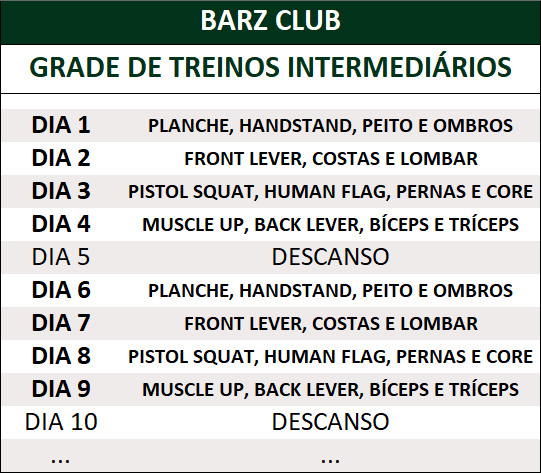 BARZ CLUB
GRADE DE TREINOS INTERMEDIÁRIOS
DIA 1 PLANCHE, HANDSTAND, PEITO E OMBROS
DIA 2 FRONT LEVER, COSTAS E LOMBAR
DIA 3 PISTOL SQUAT, HUMAN FLAG, PERNAS E CORE
DIA 4 MUSCLE UP, BACK LEVER, BÍCEPS E TRÍCEPS
DIA 5 DESCANSO
DIA 6 PLANCHE, HANDSTAND, PEITO E OMBROS
DIA 7 FRONT LEVER, COSTAS E LOMBAR
DIA 8 PISTOL SQUAT, HUMAN FLAG, PERNAS E CORE
DIA 9 MUSCLE UP, BACK LEVER, BÍCEPS E TRÍCEPS
DIA 10 DESCANSO
... ...